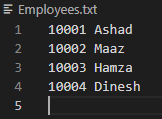 Employees.txt
1 10001 Ashad
2 10002 Maaz
3 10003 Hamza
4 10004 Dinesh
5